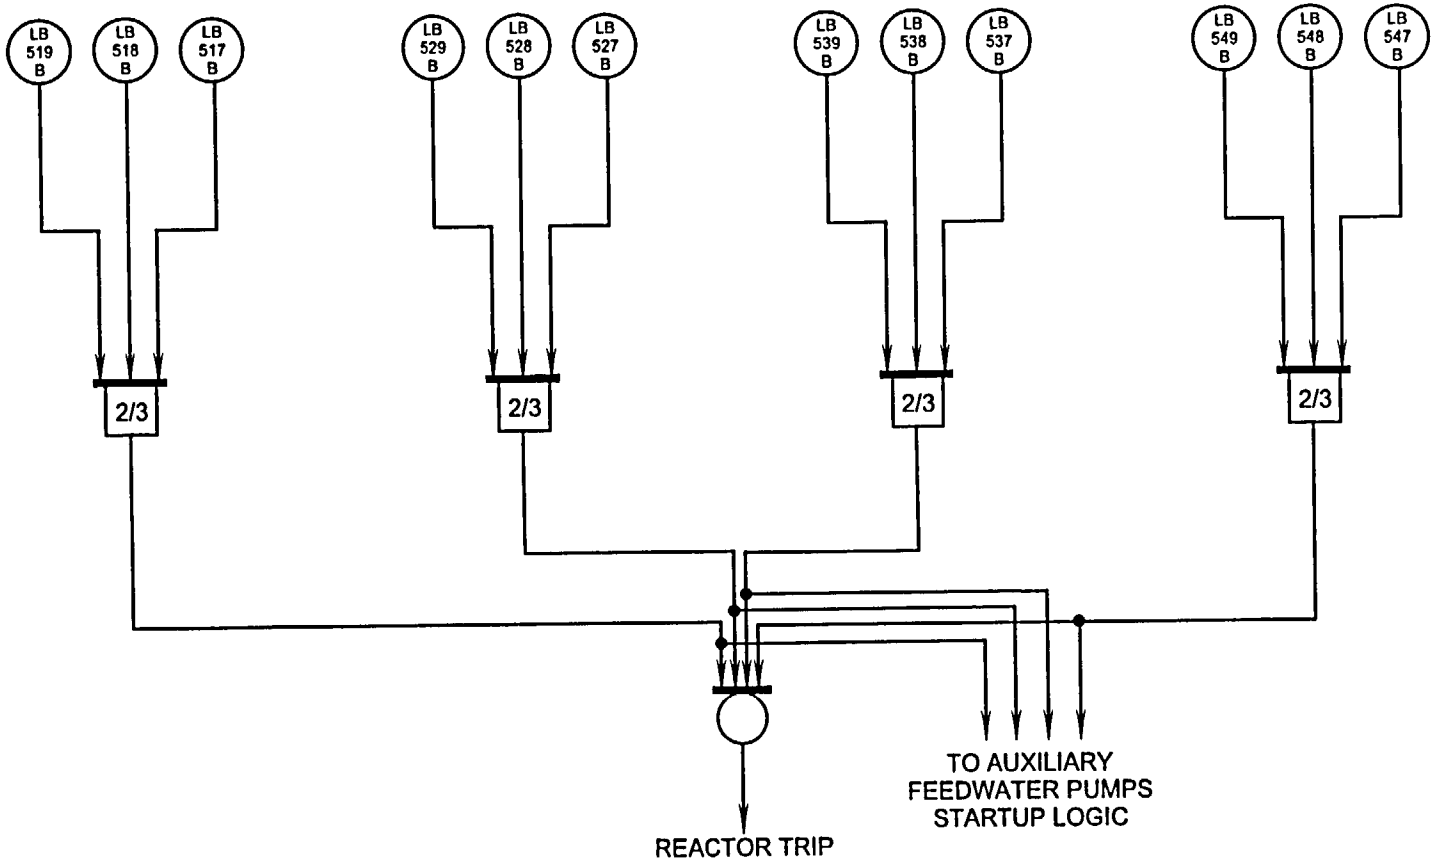 LB
519
B
LB
518
B
LB
517
B
LB
529
B
LB
528
B
LB
527
B
LB
539
B
LB
538
B
LB
537
B
LB
549
B
LB
548
B
LB
547
B
2/3
2/3
2/3
2/3
TO AUXILIARY
FEEDWATER PUMPS
STARTUP LOGIC
REACTOR TRIP